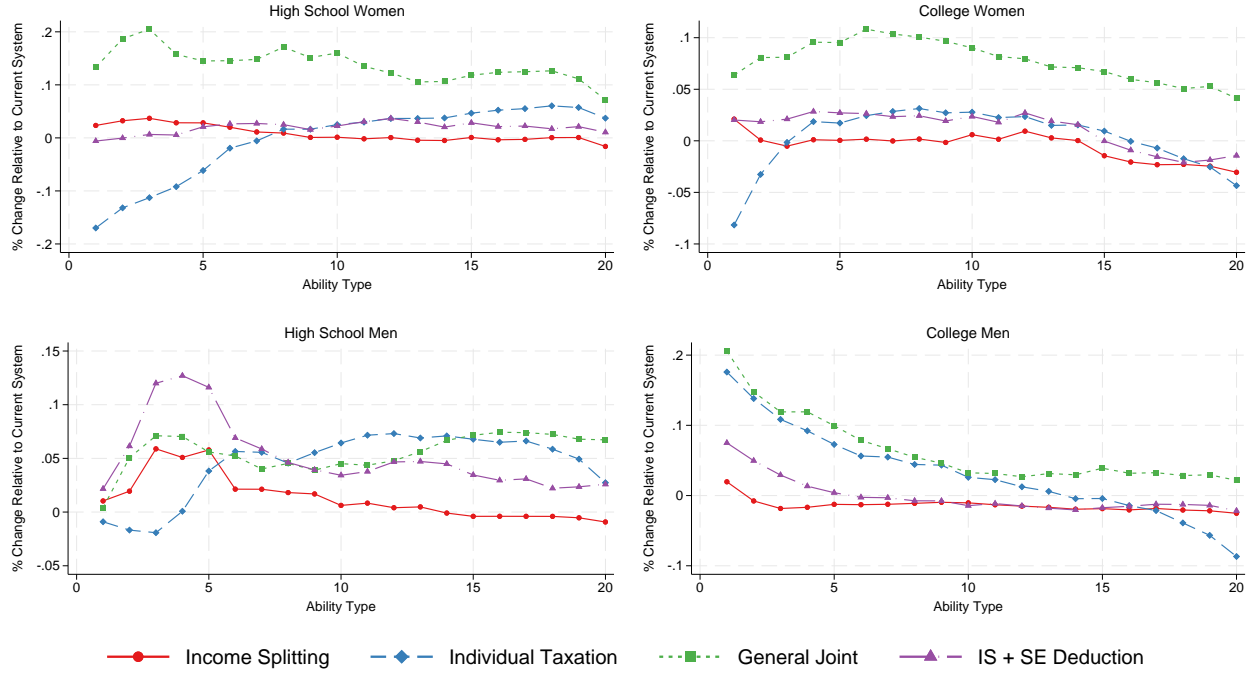 High School Women
% Change Relative to Current System
.2
.1
0
-.1
-.2
0 5 10 15 20
Ability Type
College Women
% Change Relative to Current System
.1
.05
0
-.05
-.1
0 5 10 15 20
Ability Type
High School Men
% Change Relative to Current System
.15
.1
.05
0
-.05
0 5 10 15 20
Ability Type
College Men
% Change Relative to Current System
.2
.1
0
-.1
0 5 10 15 20
Ability Type
Income Splitting Individual Taxation General Joint IS + SE Deduction